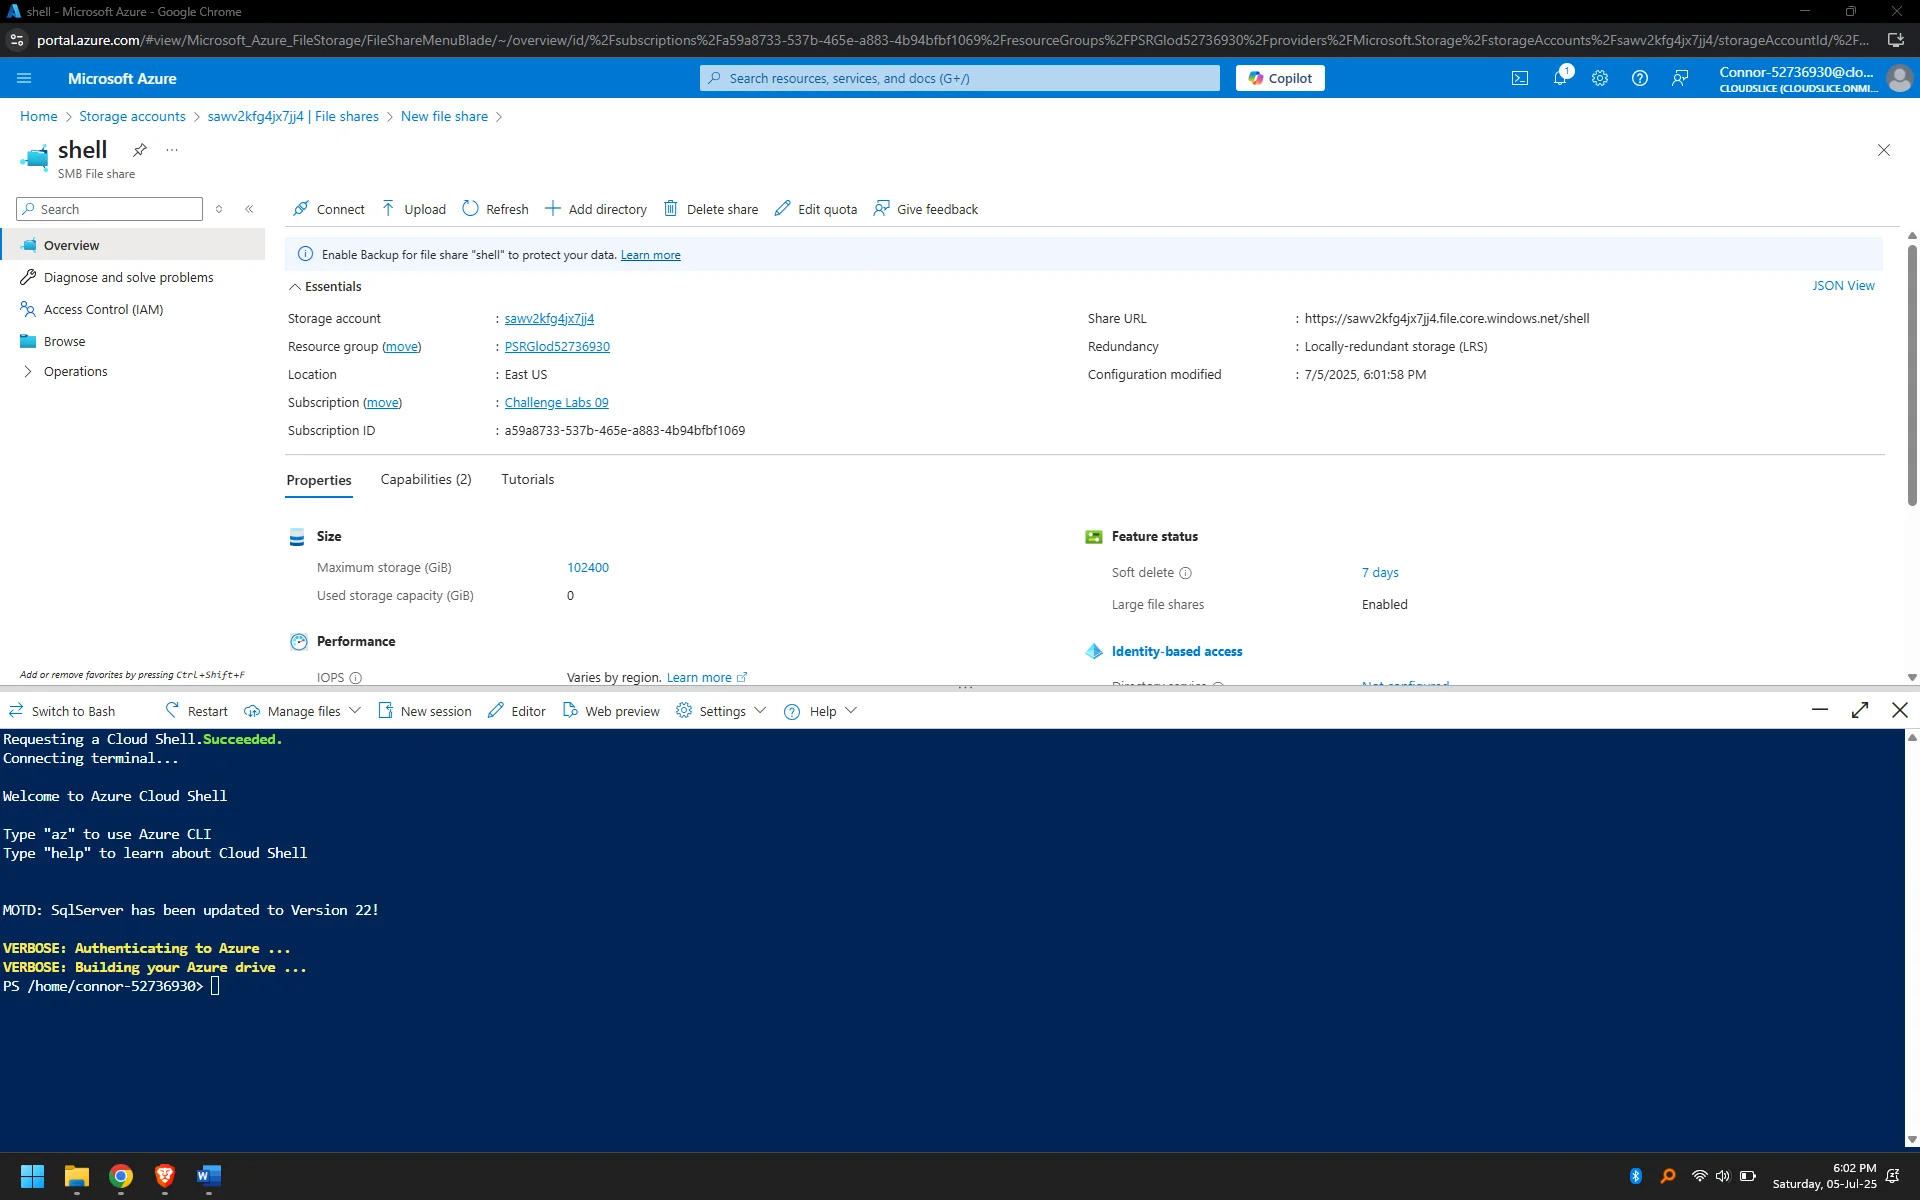 shell - Microsoft Azure - Google Chrome
portal.azure.com/#view/Microsoft_Azure_FileStorage/FileShareMenuBlade/~/overview/id/%2Fsubscriptions%2Fa59a8733-537b-465e-a883-4b94bfbf1069%2FresourceGroups%2FPSRGlod52736930%2Fproviders%2FMicrosoft.Storage%2FstorageAccounts%2Fsawv2kfg4jx7jj4/storageAccountId/%2F...
Microsoft Azure
Search resources, services, and docs (G+/)
Copilot
1
Connor-52736930@clo...
CLOUDSLICE (CLOUDSLICE.ONMI...
Home > Storage accounts > sawv2kfg4jx7jj4 | File shares > New file share >
shell
SMB File share
Search
Connect Upload Refresh Add directory Delete share Edit quota Give feedback
Overview
Diagnose and solve problems
Access Control (IAM)
Browse
Operations
Add or remove favorites by pressing Ctrl+Shift+F
Enable Backup for file share "shell" to protect your data. Learn more
Essentials
JSON View
Storage account : sawv2kfg4jx7jj4
Resource group (move) : PSRGlod52736930
Location : East US
Subscription (move) : Challenge Labs 09
Subscription ID : a59a8733-537b-465e-a883-4b94bfbf1069
Share URL : https://sawv2kfg4jx7jj4.file.core.windows.net/shell
Redundancy : Locally-redundant storage (LRS)
Configuration modified : 7/5/2025, 6:01:58 PM
Properties Capabilities (2) Tutorials
Size
Maximum storage (GiB) 102400
Used storage capacity (GiB) 0
Performance
IOPS Varies by region. Learn more
Feature status
Soft delete 7 days
Large file shares Enabled
Identity-based access
Directory service Not configured
Switch to Bash Restart Manage files New session Editor Web preview Settings Help
Requesting a Cloud Shell.Succeeded.
Connecting terminal...
Welcome to Azure Cloud Shell
Type "az" to use Azure CLI
Type "help" to learn about Cloud Shell
MOTD: SqlServer has been updated to Version 22!
VERBOSE: Authenticating to Azure ...
VERBOSE: Building your Azure drive ...
PS /home/connor-52736930>
6:02 PM
Saturday, 05-Jul-25